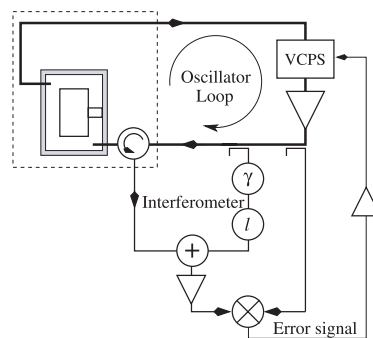 VCPS
Oscillator
Loop
γ
Interferometer
l
+
Error signal